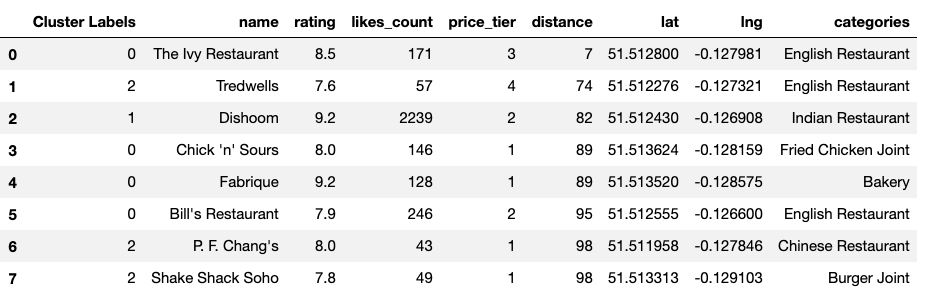 Cluster Labels name rating likes_count price_tier distance lat lng categories
0 0 The Ivy Restaurant 8.5 171 3 7 51.512800 -0.127981 English Restaurant
1 2 Tredwells 7.6 57 4 74 51.512276 -0.127321 English Restaurant
2 1 Dishoom 9.2 2239 2 82 51.512430 -0.126908 Indian Restaurant
3 0 Chick 'n' Sours 8.0 146 1 89 51.513624 -0.128159 Fried Chicken Joint
4 0 Fabrique 9.2 128 1 89 51.513520 -0.128575 Bakery
5 0 Bill's Restaurant 7.9 246 2 95 51.512555 -0.126600 English Restaurant
6 2 P. F. Chang's 8.0 43 1 98 51.511958 -0.127846 Chinese Restaurant
7 2 Shake Shack Soho 7.8 49 1 98 51.513313 -0.129103 Burger Joint